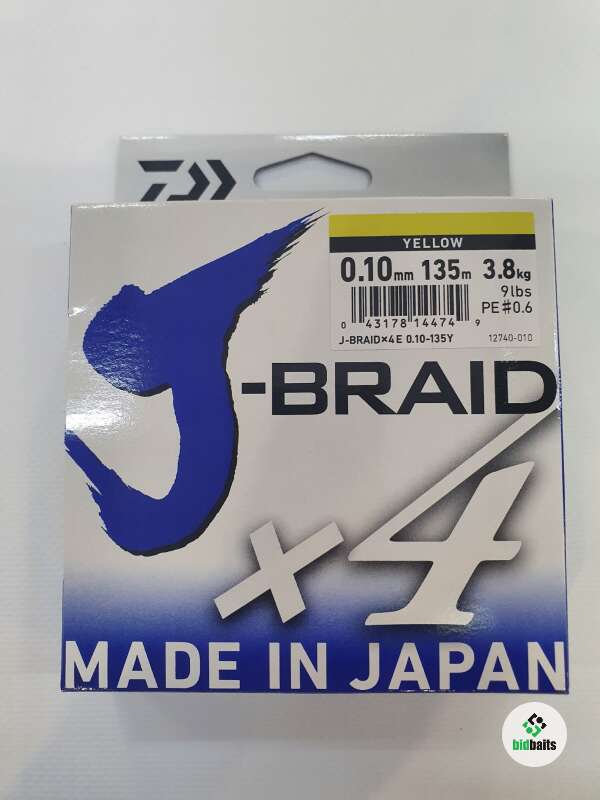 YELLOW
0.10mm 135m 3.8kg
9lbs
PE#0.6
0 43178 14474 9
J-BRAID×4E 0.10-135Y 12740-010
J-BRAID
×4
MADE IN JAPAN
bidbaits